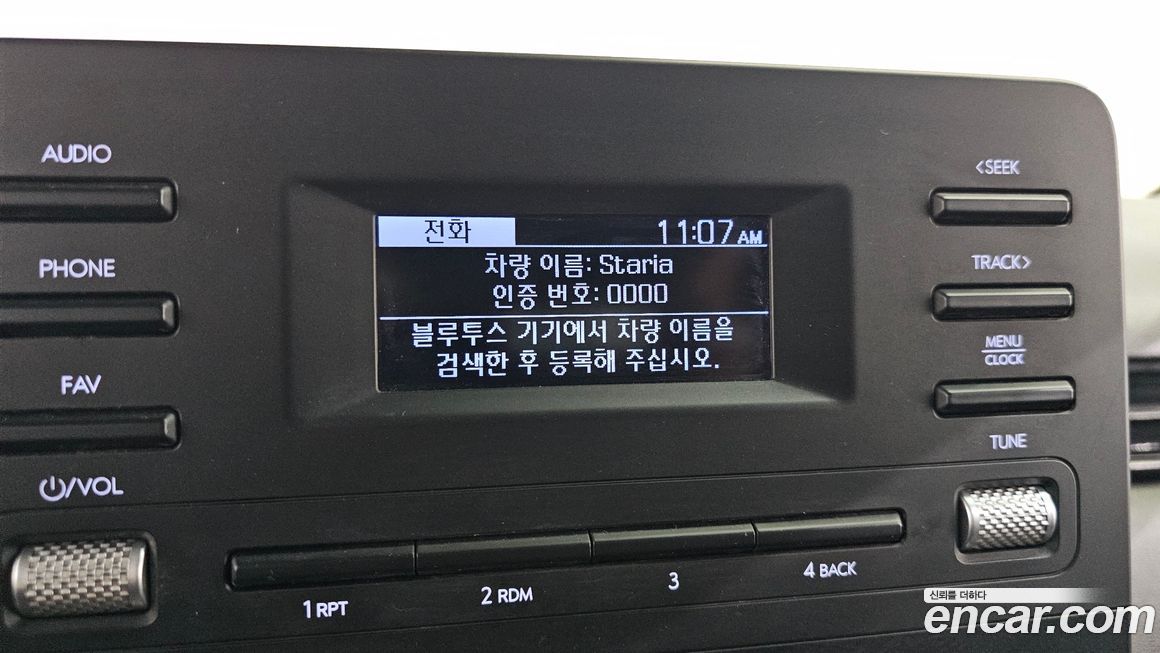 AUDIO
PHONE
FAV
⏻/VOL
전화 11:07 AM
차량 이름: Staria
인증 번호: 0000
블루투스 기기에서 차량 이름을
검색한 후 등록해 주십시오.
<SEEK
TRACK>
MENU
CLOCK
TUNE
1 RPT
2 RDM
3
4 BACK
신뢰를 더하다
encar.com